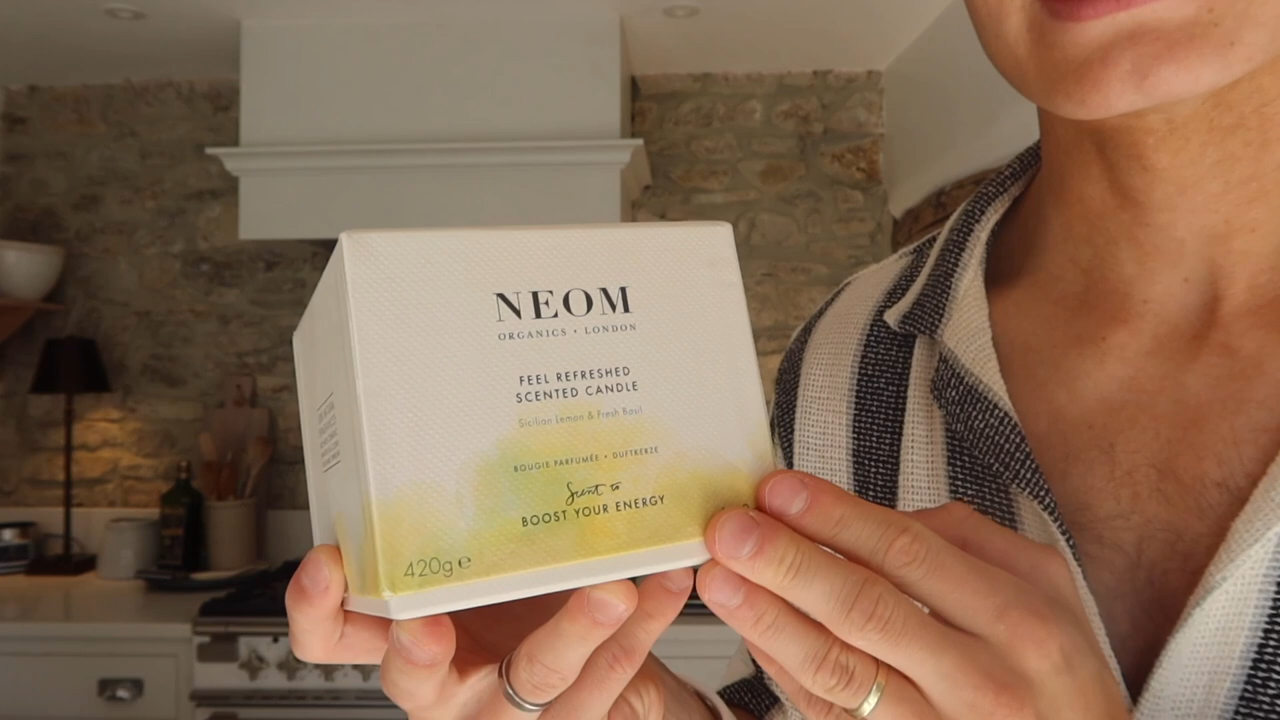 NEOM
ORGANICS • LONDON
FEEL REFRESHED
SCENTED CANDLE
Sicilian Lemon & Fresh Basil
BOUGIE PARFUMÉE • DUFTKERZE
Scent to
BOOST YOUR ENERGY
420g e